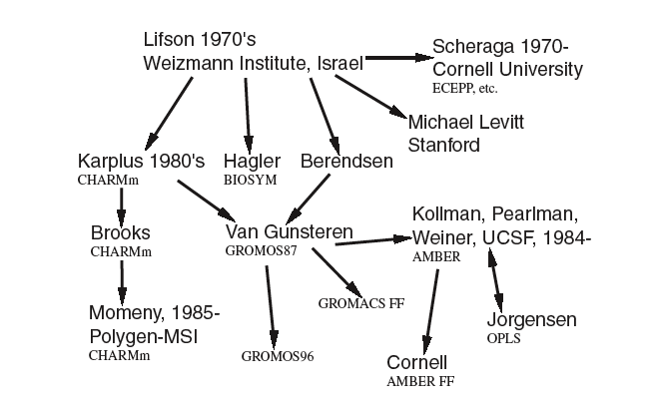 Lifson 1970's
Weizmann Institute, Israel
Scheraga 1970-
Cornell University
ECEPP, etc.
Michael Levitt
Stanford
Karplus 1980's
CHARMm
Hagler
BIOSYM
Berendsen
Brooks
CHARMm
Van Gunsteren
GROMOS87
Kollman, Pearlman,
Weiner, UCSF, 1984-
AMBER
Momeny, 1985-
Polygen-MSI
CHARMm
GROMOS96
GROMACS FF
Jorgensen
OPLS
Cornell
AMBER FF